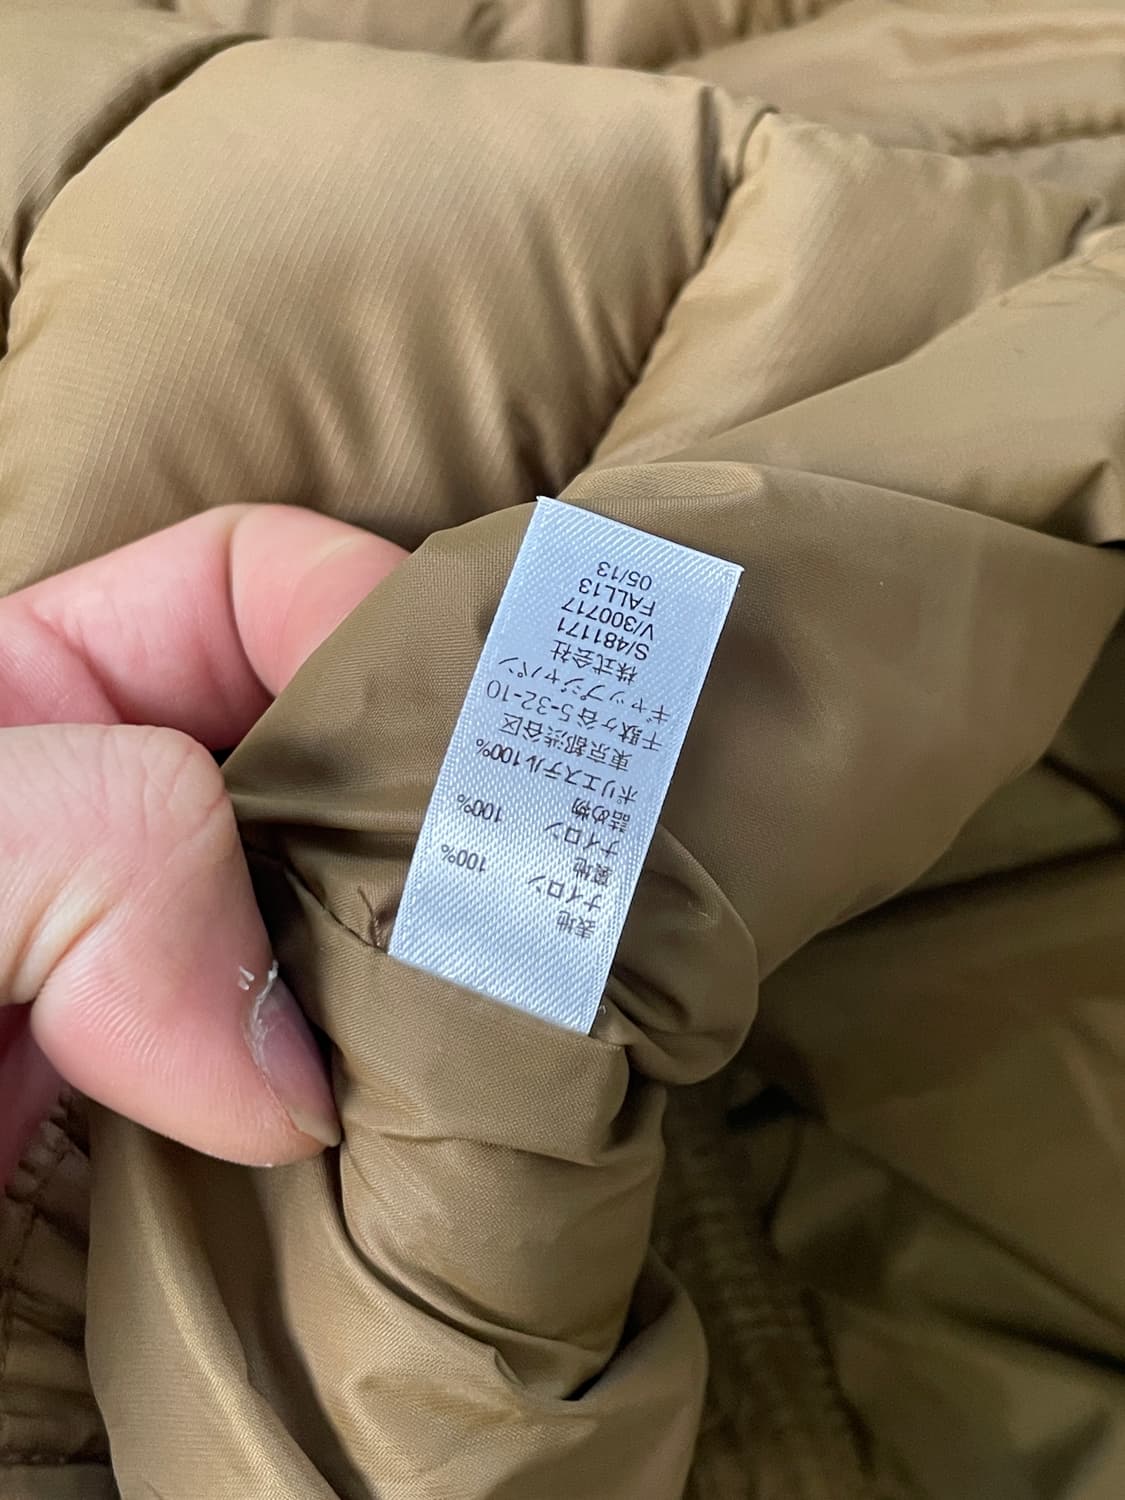 表地
ナイロン 100%
裏地
ナイロン 100%
詰め物
ポリエステル100%
東京都渋谷区
千駄ヶ谷5-32-10
ギャップジャパン
株式会社
S/481171
V/300717
FALL13
05/13